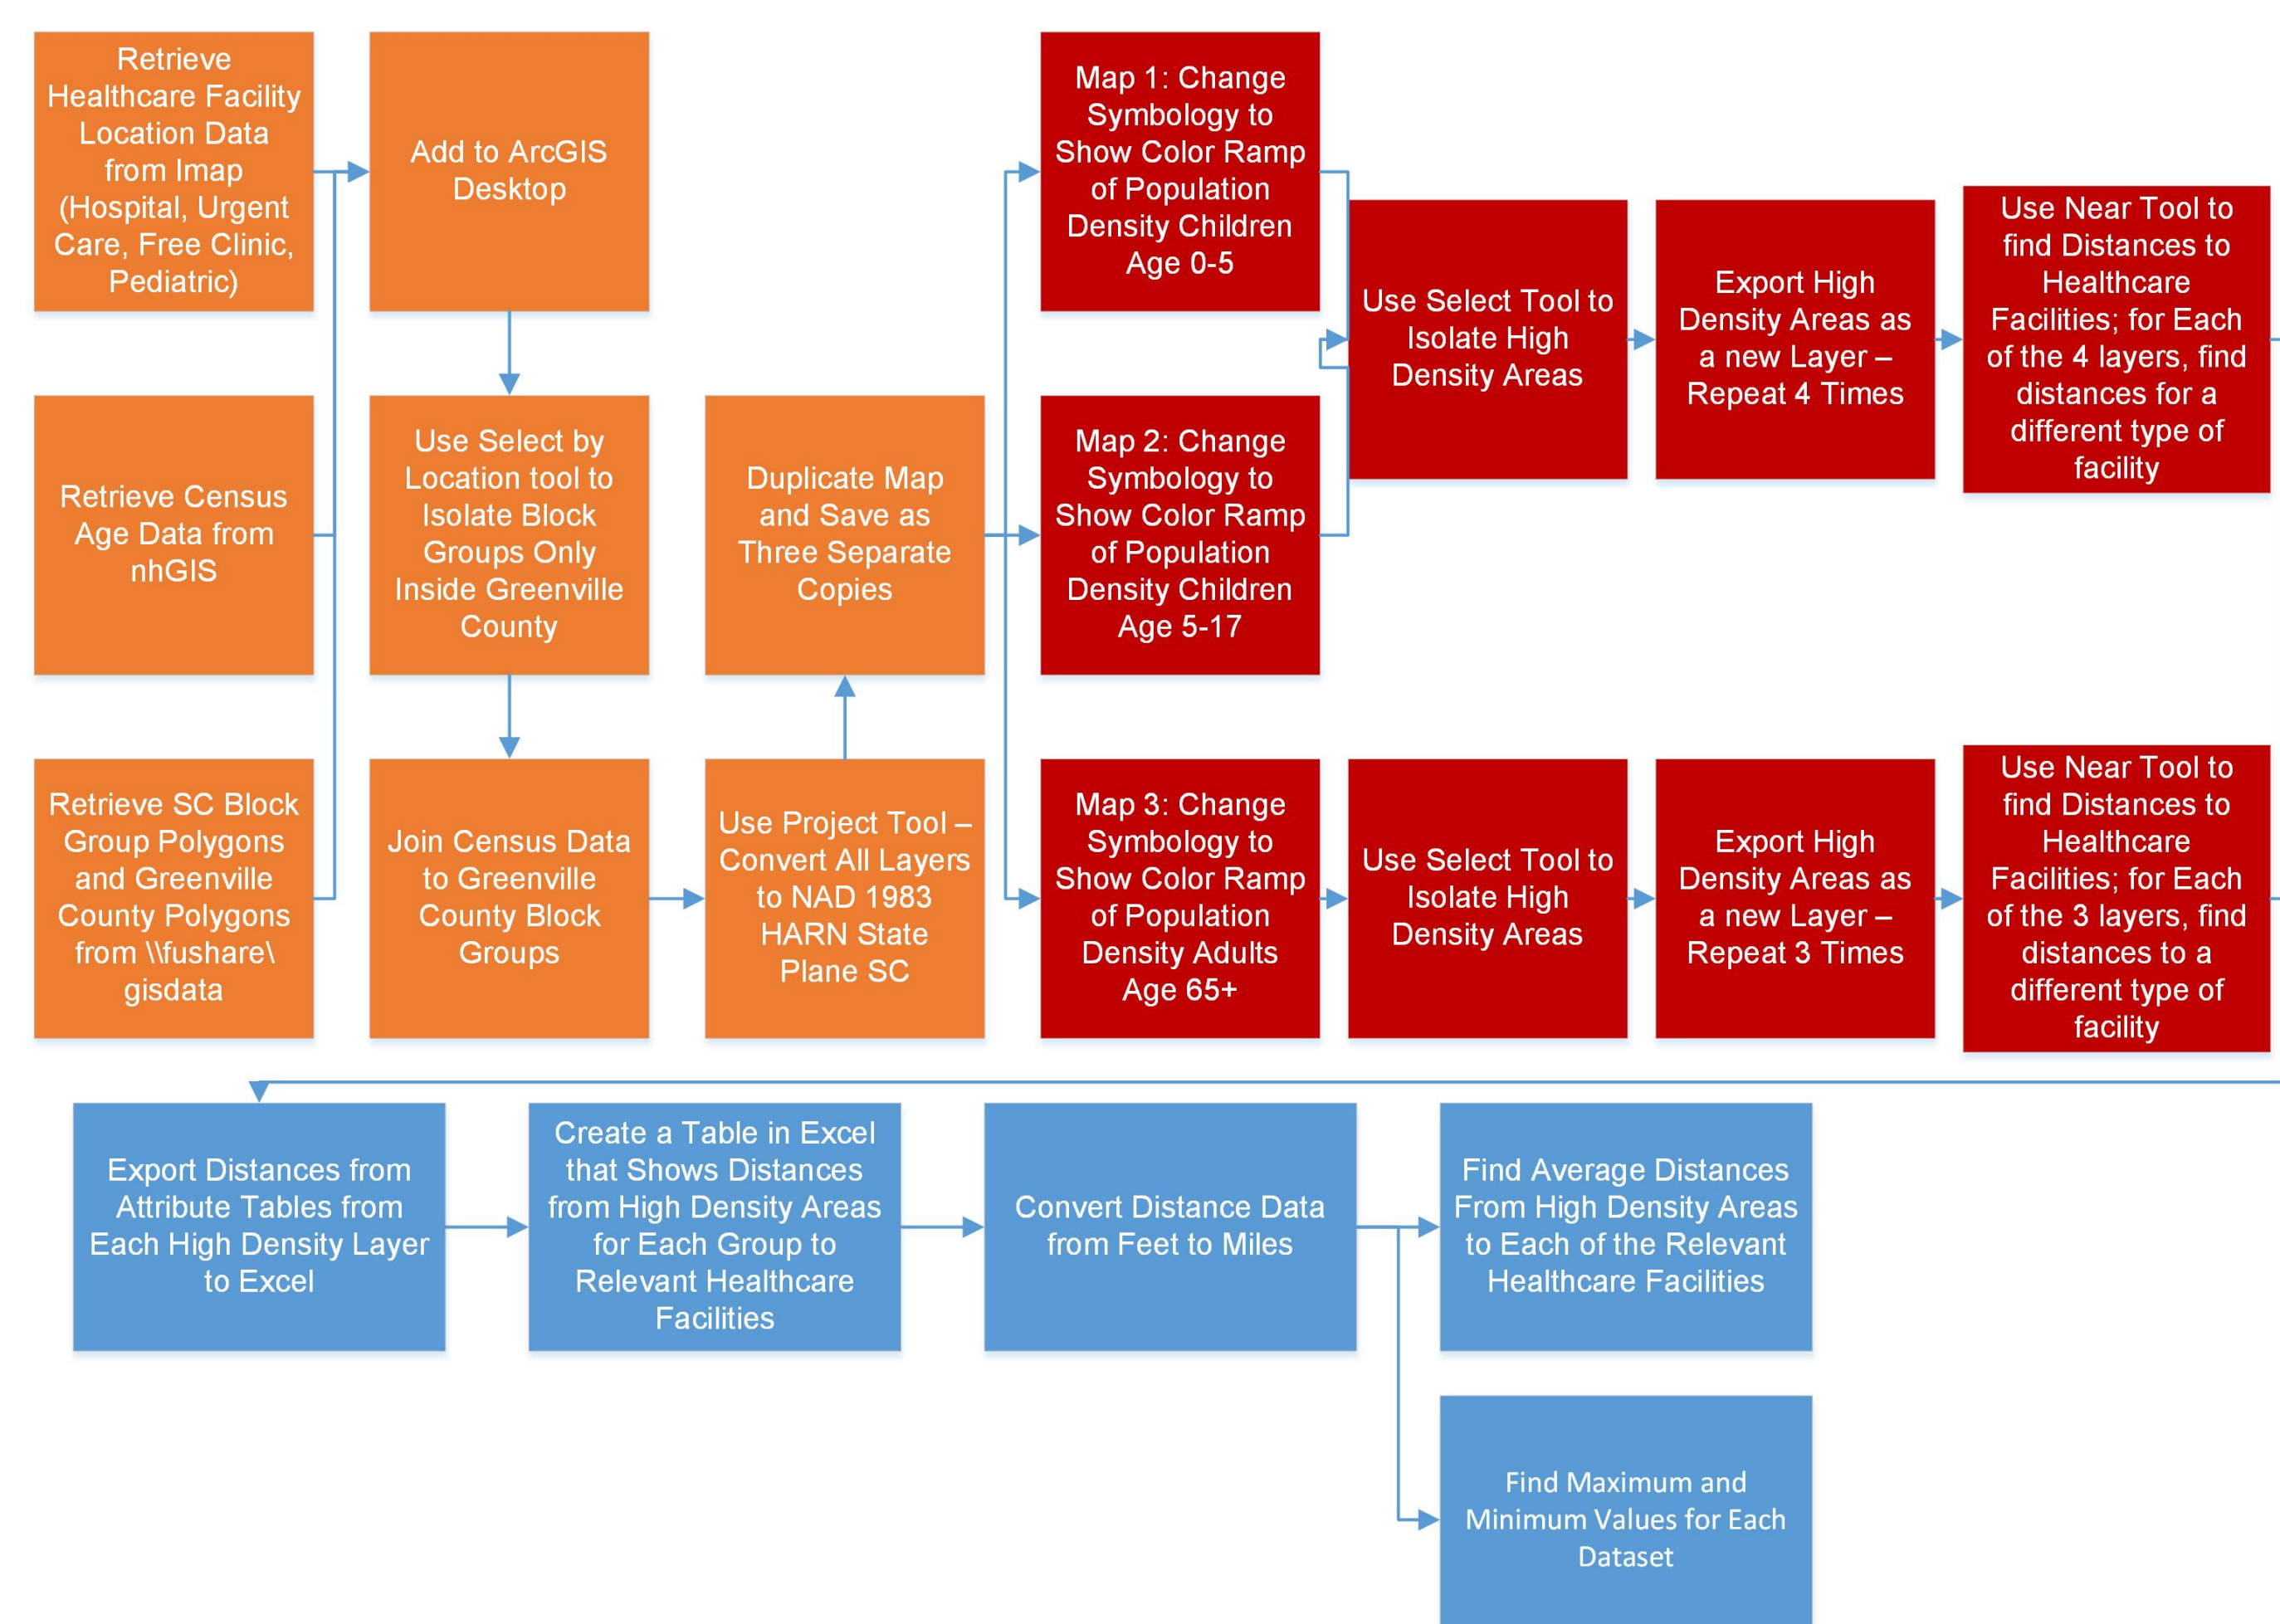 Retrieve
Healthcare Facility
Location Data
from Imap
(Hospital, Urgent
Care, Free Clinic,
Pediatric)
Retrieve Census
Age Data from
nhGIS
Retrieve SC Block
Group Polygons
and Greenville
County Polygons
from \\fushare\
gisdata
Add to ArcGIS
Desktop
Use Select by
Location tool to
Isolate Block
Groups Only
Inside Greenville
County
Join Census Data
to Greenville
County Block
Groups
Use Project Tool –
Convert All Layers
to NAD 1983
HARN State
Plane SC
Duplicate Map
and Save as
Three Separate
Copies
Map 1: Change
Symbology to
Show Color Ramp
of Population
Density Children
Age 0-5
Map 2: Change
Symbology to
Show Color Ramp
of Population
Density Children
Age 5-17
Use Select Tool to
Isolate High
Density Areas
Export High
Density Areas as
a new Layer –
Repeat 4 Times
Use Near Tool to
find Distances to
Healthcare
Facilities; for Each
of the 4 layers, find
distances for a
different type of
facility
Map 3: Change
Symbology to
Show Color Ramp
of Population
Density Adults
Age 65+
Use Select Tool to
Isolate High
Density Areas
Export High
Density Areas as
a new Layer –
Repeat 3 Times
Use Near Tool to
find Distances to
Healthcare
Facilities; for Each
of the 3 layers, find
distances to a
different type of
facility
Export Distances from
Attribute Tables from
Each High Density Layer
to Excel
Create a Table in Excel
that Shows Distances
from High Density Areas
for Each Group to
Relevant Healthcare
Facilities
Convert Distance Data
from Feet to Miles
Find Average Distances
From High Density Areas
to Each of the Relevant
Healthcare Facilities
Find Maximum and
Minimum Values for Each
Dataset